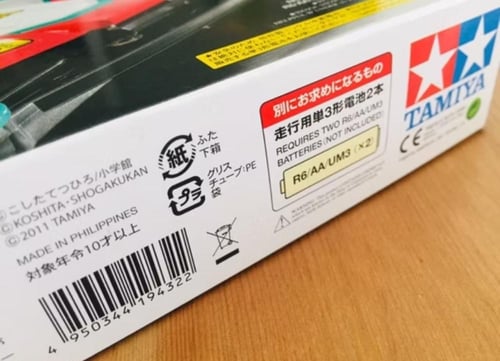 別にお求めになるもの
走行用単3形電池2本
REQUIRES TWO R6/AA/UM3
BATTERIES (NOT INCLUDED)
R6/AA/UM3 (×2)
TAMIYA
CE
紙
ふた
下箱
プラ
グリス
チューブ:PE
袋
©こしたてつひろ/小学館
©KOSHITA・SHOGAKUKAN
©2011 TAMIYA
MADE IN PHILIPPINES
対象年令10才以上
4 950344 194322